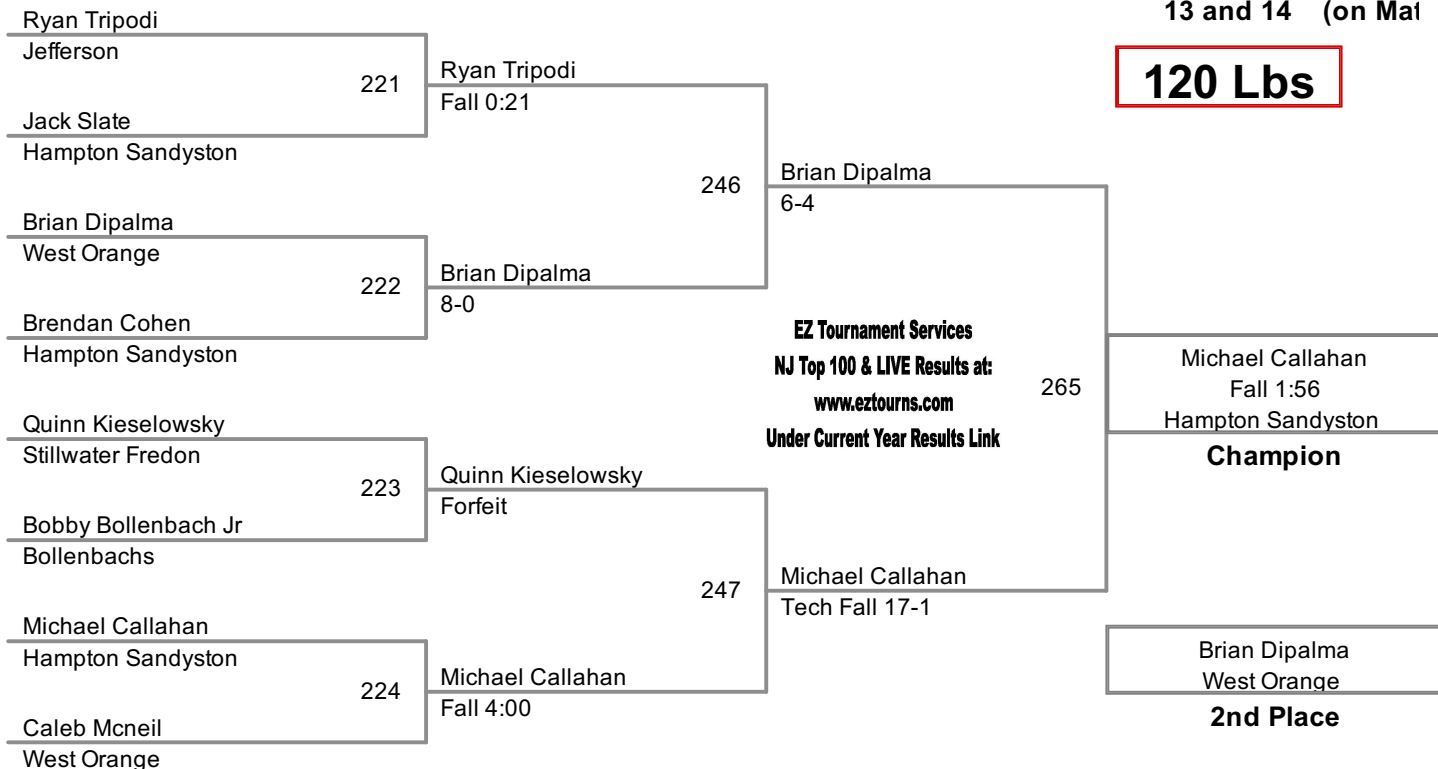 13 and 14 (on Mat
120 Lbs
Ryan Tripodi
Jefferson
221
Jack Slate
Hampton Sandyston
Ryan Tripodi
Fall 0:21
Brian Dipalma
West Orange
222
Brendan Cohen
Hampton Sandyston
Brian Dipalma
8-0
246
Brian Dipalma
6-4
Quinn Kieselowsky
Stillwater Fredon
223
Bobby Bollenbach Jr
Bollenbachs
Quinn Kieselowsky
Forfeit
Michael Callahan
Hampton Sandyston
224
Caleb Mcneil
West Orange
Michael Callahan
Fall 4:00
247
Michael Callahan
Tech Fall 17-1
EZ Tournament Services
NJ Top 100 & LIVE Results at:
www.eztourns.com
Under Current Year Results Link
265
Michael Callahan
Fall 1:56
Hampton Sandyston
Champion
Brian Dipalma
West Orange
2nd Place